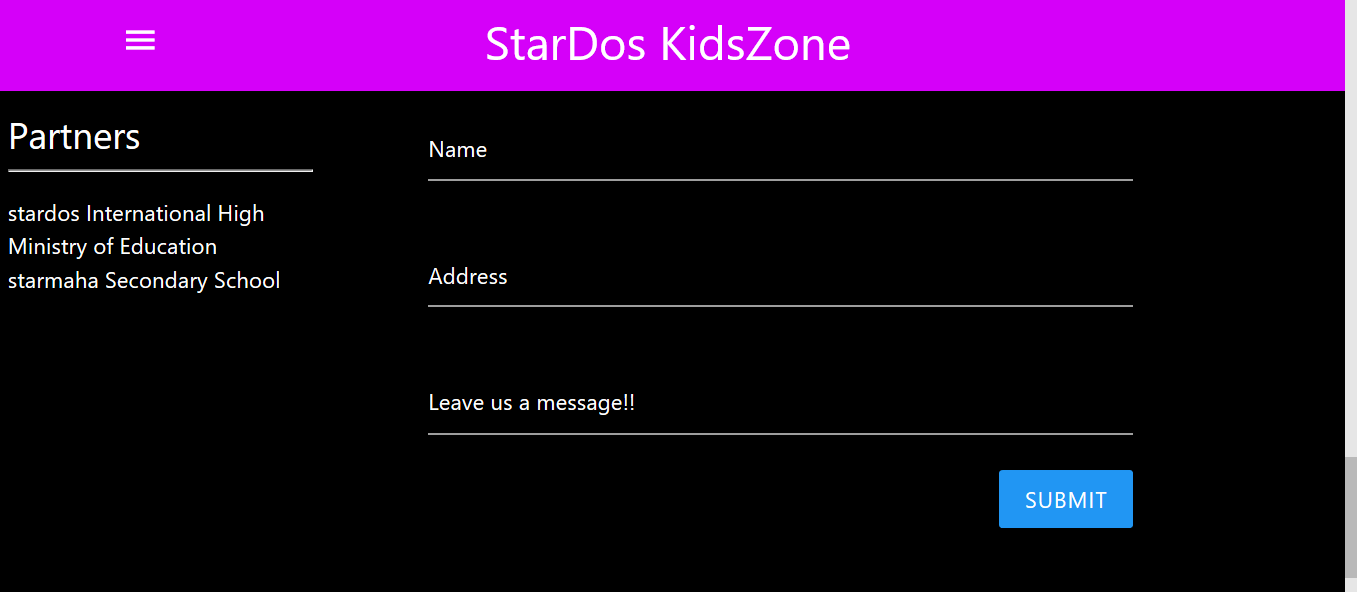 StarDos KidsZone
Partners
stardos International High
Ministry of Education
starmaha Secondary School
Name
Address
Leave us a message!!
SUBMIT